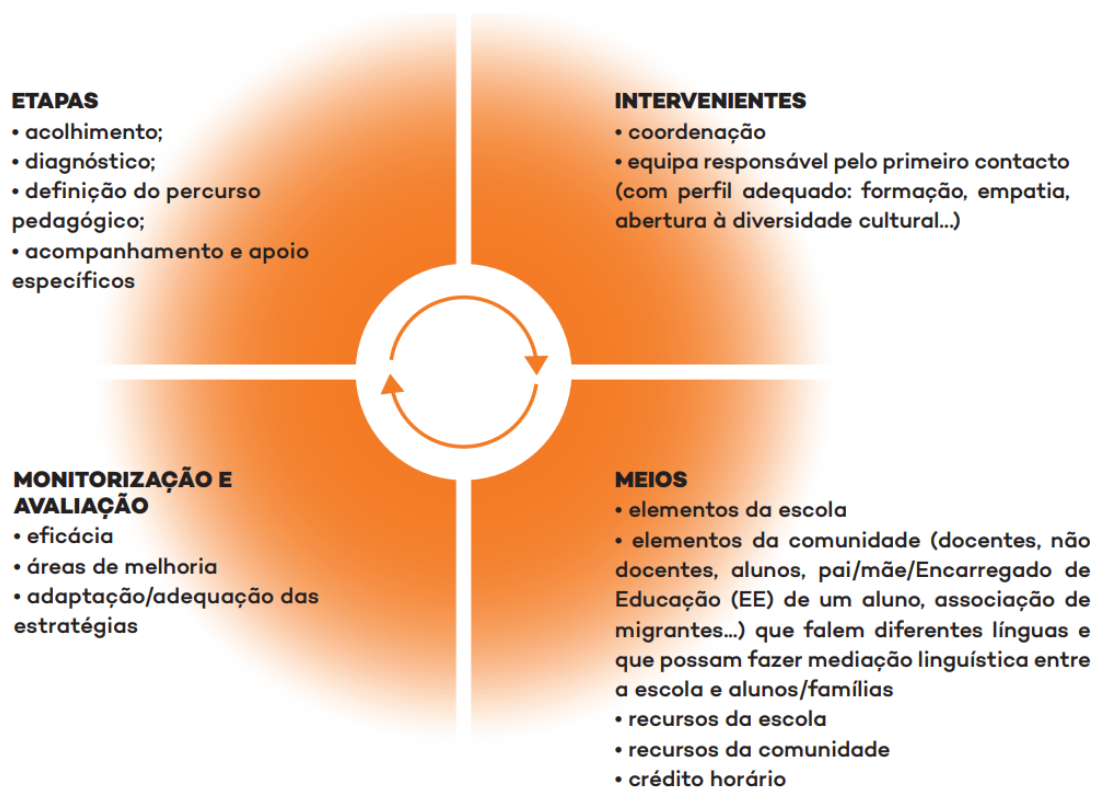 ETAPAS
• acolhimento;
• diagnóstico;
• definição do percurso
pedagógico;
• acompanhamento e apoio
específicos
INTERVENIENTES
• coordenação
• equipa responsável pelo primeiro contacto
(com perfil adequado: formação, empatia,
abertura à diversidade cultural...)
MONITORIZAÇÃO E
AVALIAÇÃO
• eficácia
• áreas de melhoria
• adaptação/adequação das
estratégias
MEIOS
• elementos da escola
• elementos da comunidade (docentes, não
docentes, alunos, pai/mãe/Encarregado de
Educação (EE) de um aluno, associação de
migrantes...) que falem diferentes línguas e
que possam fazer mediação linguística entre
a escola e alunos/famílias
• recursos da escola
• recursos da comunidade
• crédito horário